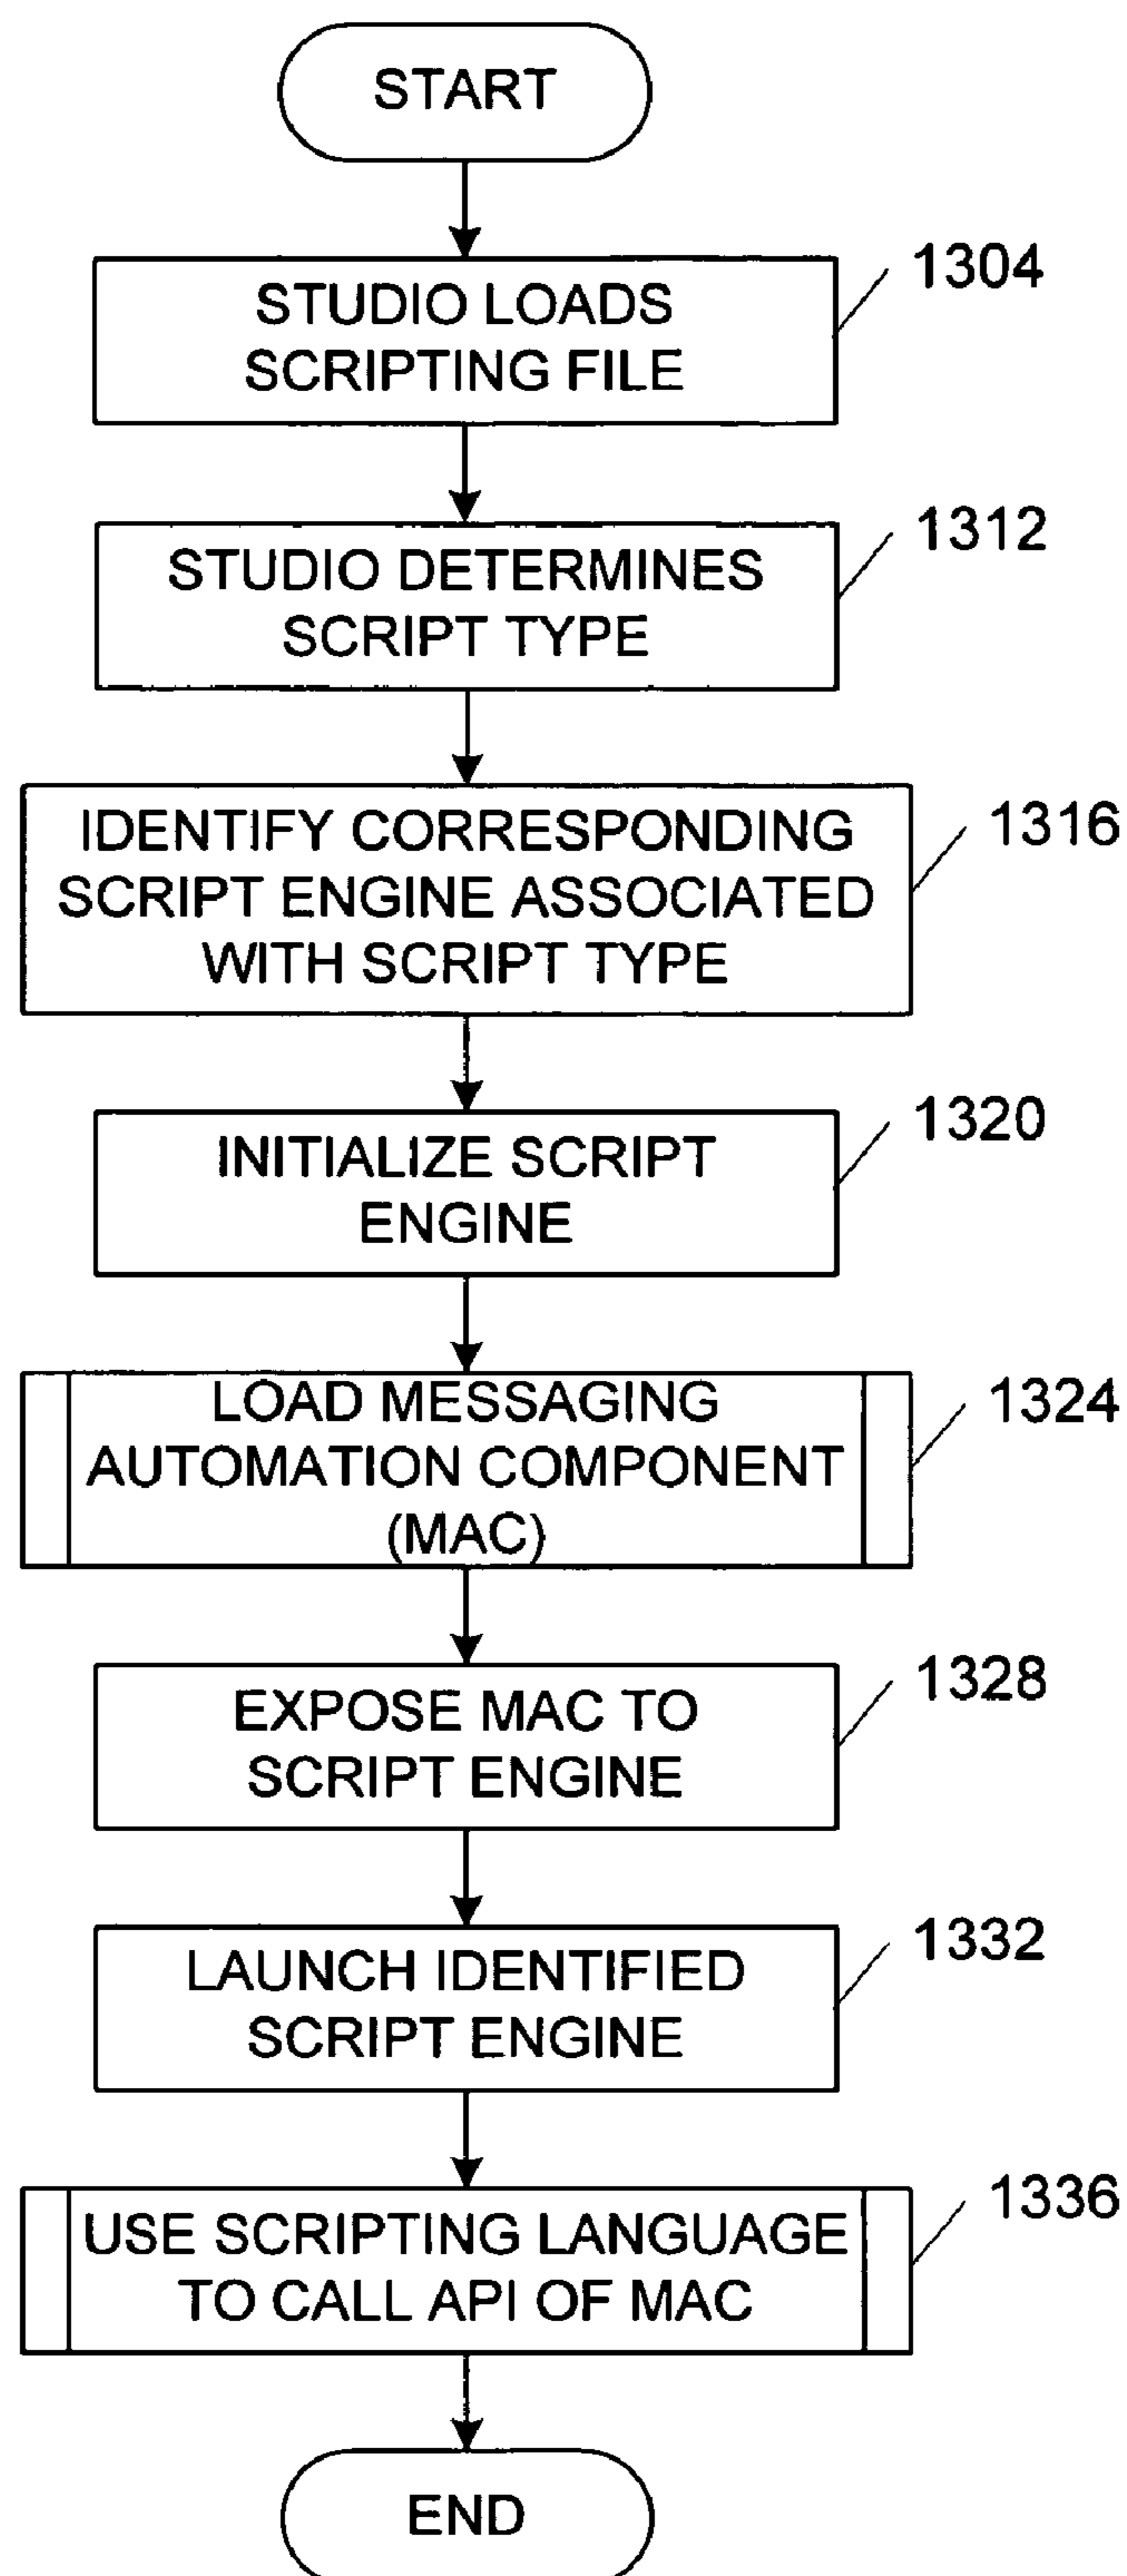 START
STUDIO LOADS
SCRIPTING FILE
1304
STUDIO DETERMINES
SCRIPT TYPE
1312
IDENTIFY CORRESPONDING
SCRIPT ENGINE ASSOCIATED
WITH SCRIPT TYPE
1316
INITIALIZE SCRIPT
ENGINE
1320
LOAD MESSAGING
AUTOMATION COMPONENT
(MAC)
1324
EXPOSE MAC TO
SCRIPT ENGINE
1328
LAUNCH IDENTIFIED
SCRIPT ENGINE
1332
USE SCRIPTING LANGUAGE
TO CALL API OF MAC
1336
END